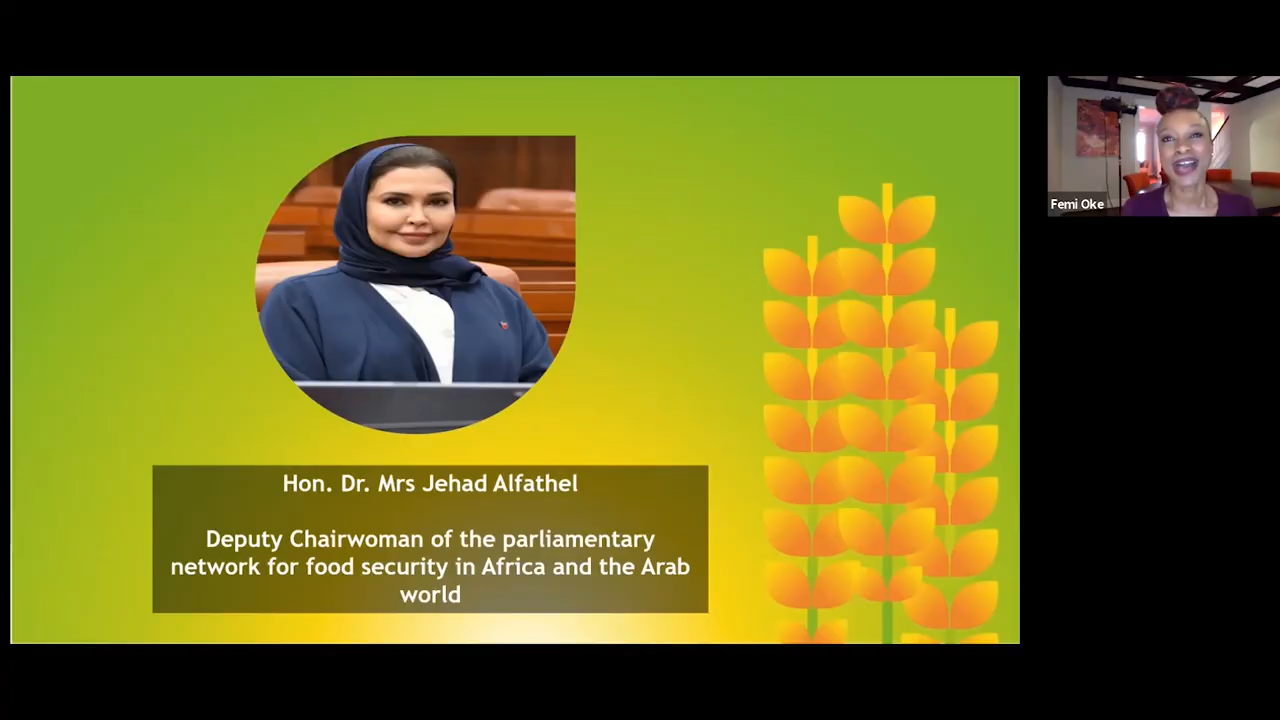 Hon. Dr. Mrs Jehad Alfathel
Deputy Chairwoman of the parliamentary
network for food security in Africa and the Arab
world
Femi Oke